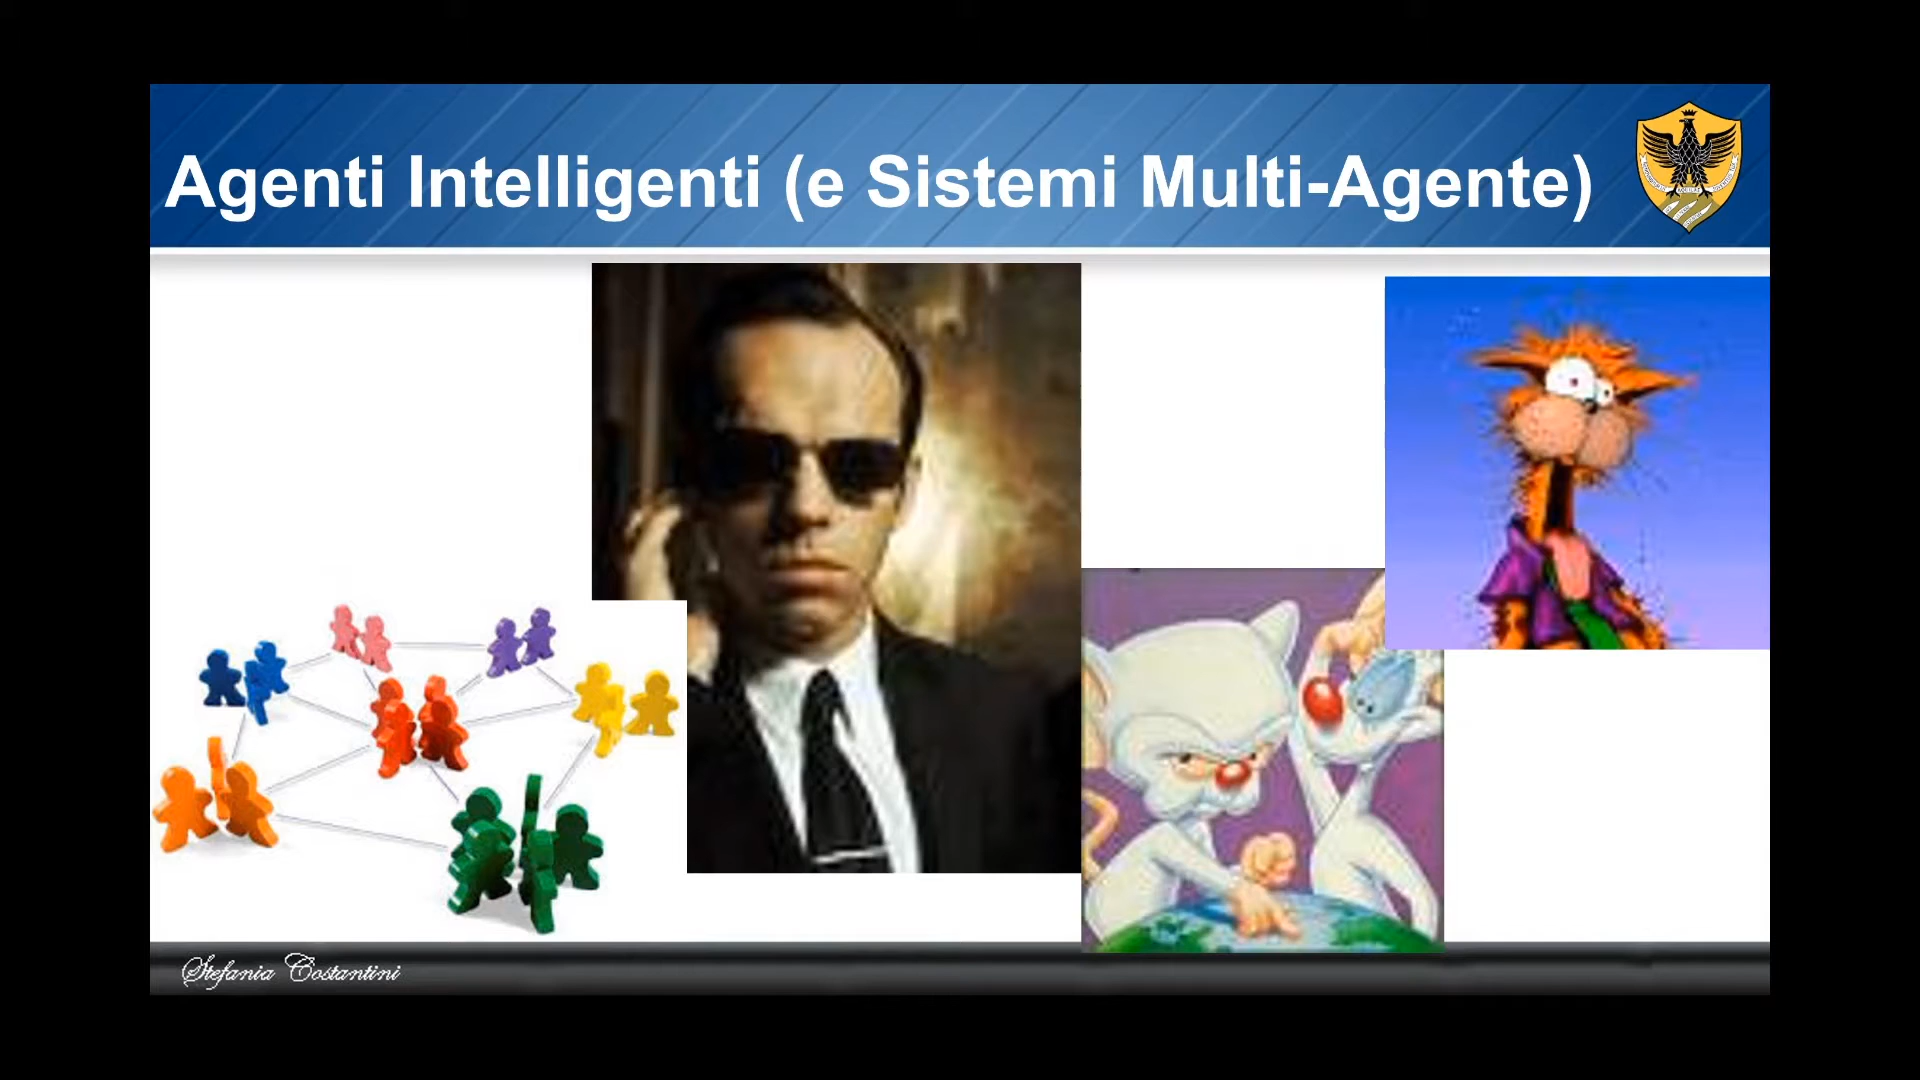 Agenti Intelligenti (e Sistemi Multi-Agente)
Stefania Costantini